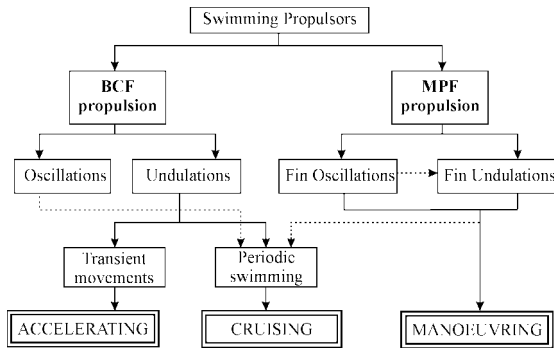 Swimming Propulsors
BCF
propulsion
MPF
propulsion
Oscillations
Undulations
Fin Oscillations
Fin Undulations
Transient
movements
Periodic
swimming
ACCELERATING
CRUISING
MANOEUVRING